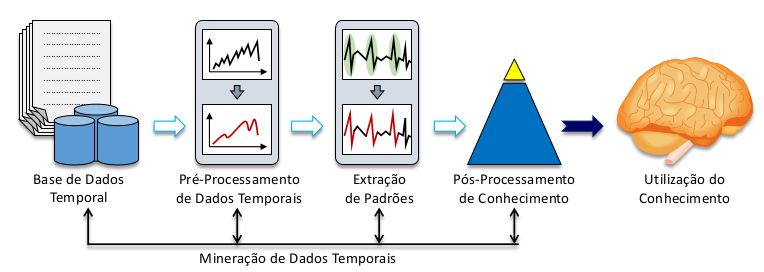 Base de Dados
Temporal
Pré-Processamento
de Dados Temporais
Extração
de Padrões
Pós-Processamento
de Conhecimento
Utilização do
Conhecimento
Mineração de Dados Temporais